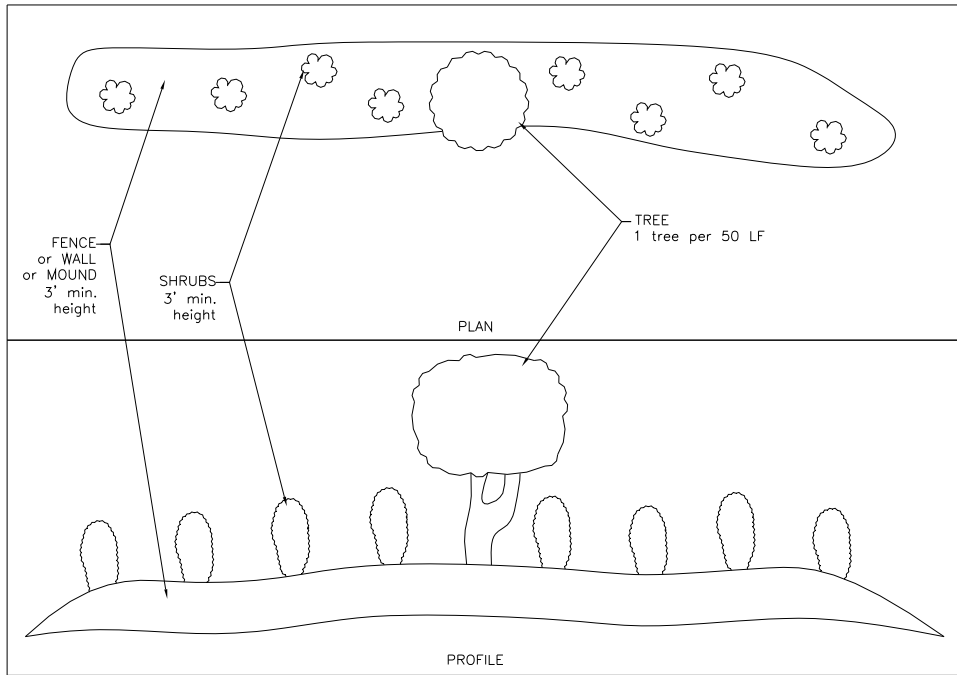 FENCE
or WALL
or MOUND
3' min.
height
SHRUBS
3' min.
height
TREE
1 tree per 50 LF
PLAN
PROFILE